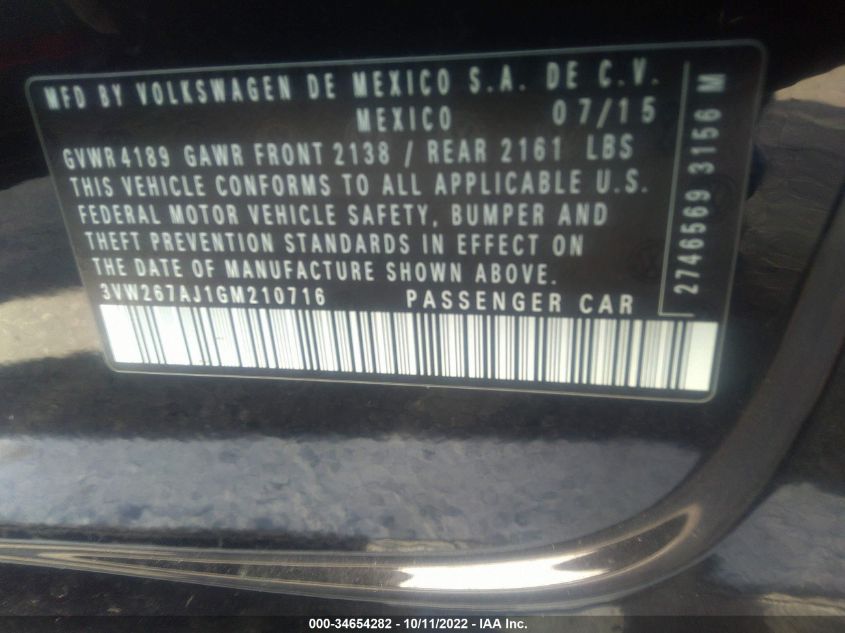 MFD BY VOLKSWAGEN DE MEXICO S.A. DE C.V.
MEXICO 07/15
GVWR 4189 GAWR FRONT 2138 / REAR 2161 LBS
THIS VEHICLE CONFORMS TO ALL APPLICABLE U.S.
FEDERAL MOTOR VEHICLE SAFETY, BUMPER AND
THEFT PREVENTION STANDARDS IN EFFECT ON
THE DATE OF MANUFACTURE SHOWN ABOVE.
3VW267AJ1GM210716 PASSENGER CAR
2746569 3156 M
000-34654282 - 10/11/2022 - IAA Inc.